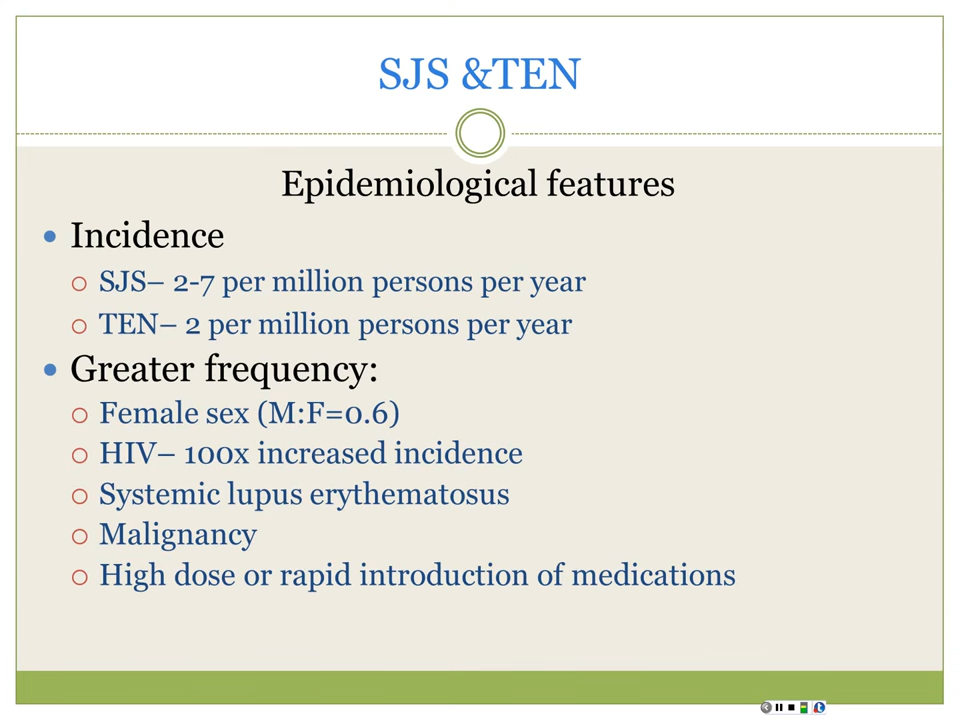 SJS &TEN
Epidemiological features
Incidence
SJS– 2-7 per million persons per year
TEN– 2 per million persons per year
Greater frequency:
Female sex (M:F=0.6)
HIV– 100x increased incidence
Systemic lupus erythematosus
Malignancy
High dose or rapid introduction of medications